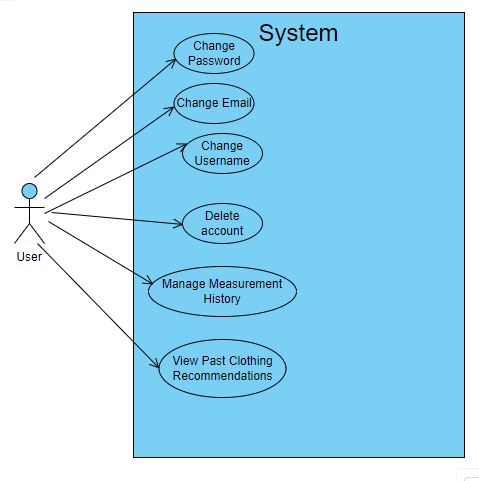 System
Change
Password
Change Email
Change
Username
Delete
account
User
Manage Measurement
History
View Past Clothing
Recommendations